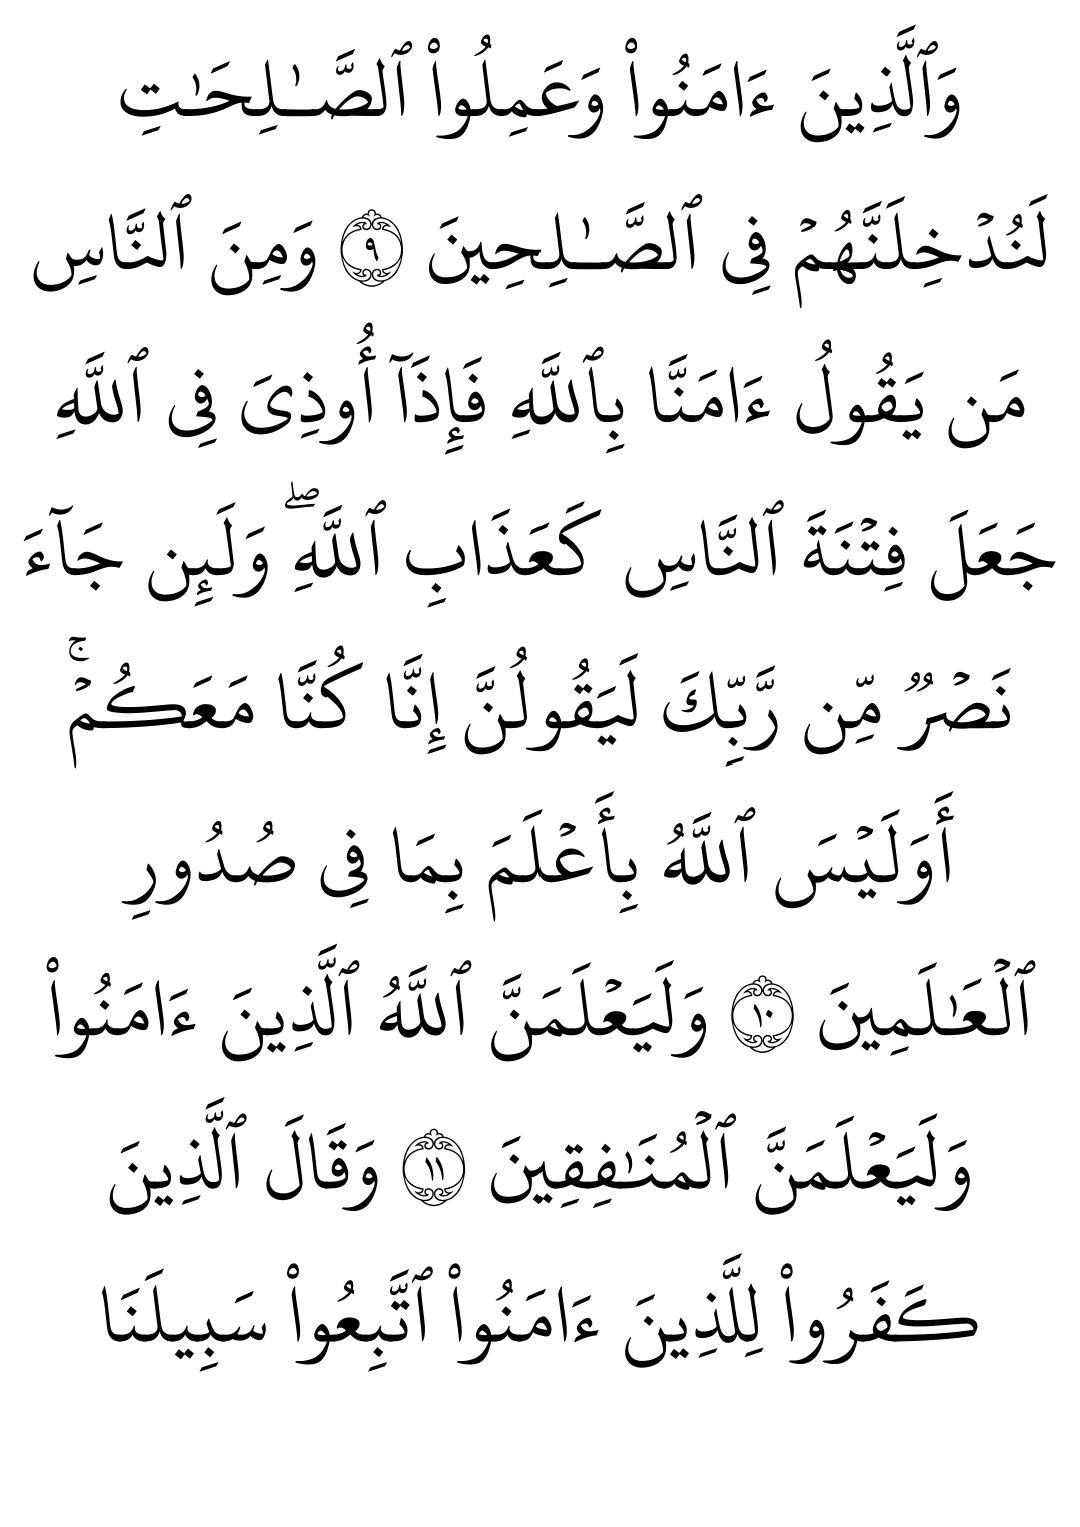 وَٱلَّذِينَ ءَامَنُوا۟ وَعَمِلُوا۟ ٱلصَّـٰلِحَـٰتِ
لَنُدْخِلَنَّهُمْ فِى ٱلصَّـٰلِحِينَ ۝٩ وَمِنَ ٱلنَّاسِ
مَن يَقُولُ ءَامَنَّا بِٱللَّهِ فَإِذَآ أُوذِىَ فِى ٱللَّهِ
جَعَلَ فِتْنَةَ ٱلنَّاسِ كَعَذَابِ ٱللَّهِ ۖ وَلَئِن جَآءَ
نَصْرٌ مِّن رَّبِّكَ لَيَقُولُنَّ إِنَّا كُنَّا مَعَكُمْ ۚ
أَوَلَيْسَ ٱللَّهُ بِأَعْلَمَ بِمَا فِى صُدُورِ
ٱلْعَـٰلَمِينَ ۝١٠ وَلَيَعْلَمَنَّ ٱللَّهُ ٱلَّذِينَ ءَامَنُوا۟
وَلَيَعْلَمَنَّ ٱلْمُنَـٰفِقِينَ ۝١١ وَقَالَ ٱلَّذِينَ
كَفَرُوا۟ لِلَّذِينَ ءَامَنُوا۟ ٱتَّبِعُوا۟ سَبِيلَنَا